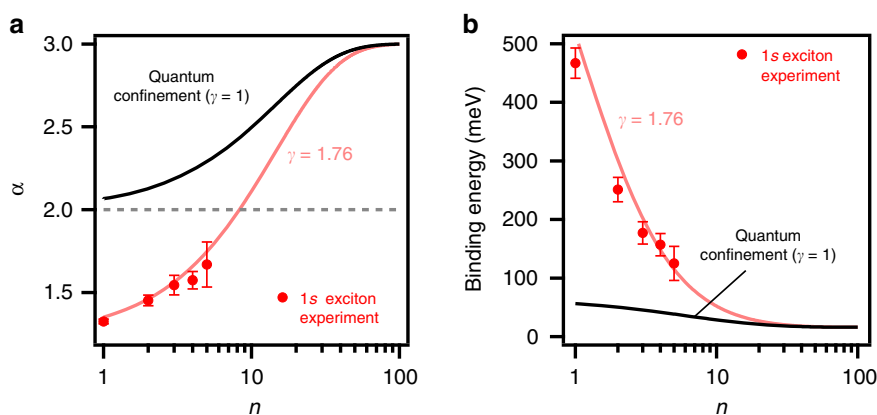 a
3.0
2.5
2.0
1.5
α
Quantum
confinement (γ = 1)
γ = 1.76
1s exciton
experiment
1
10
100
n
b
500
400
300
200
100
0
Binding energy (meV)
1s exciton
experiment
γ = 1.76
Quantum
confinement (γ = 1)
1
10
100
n